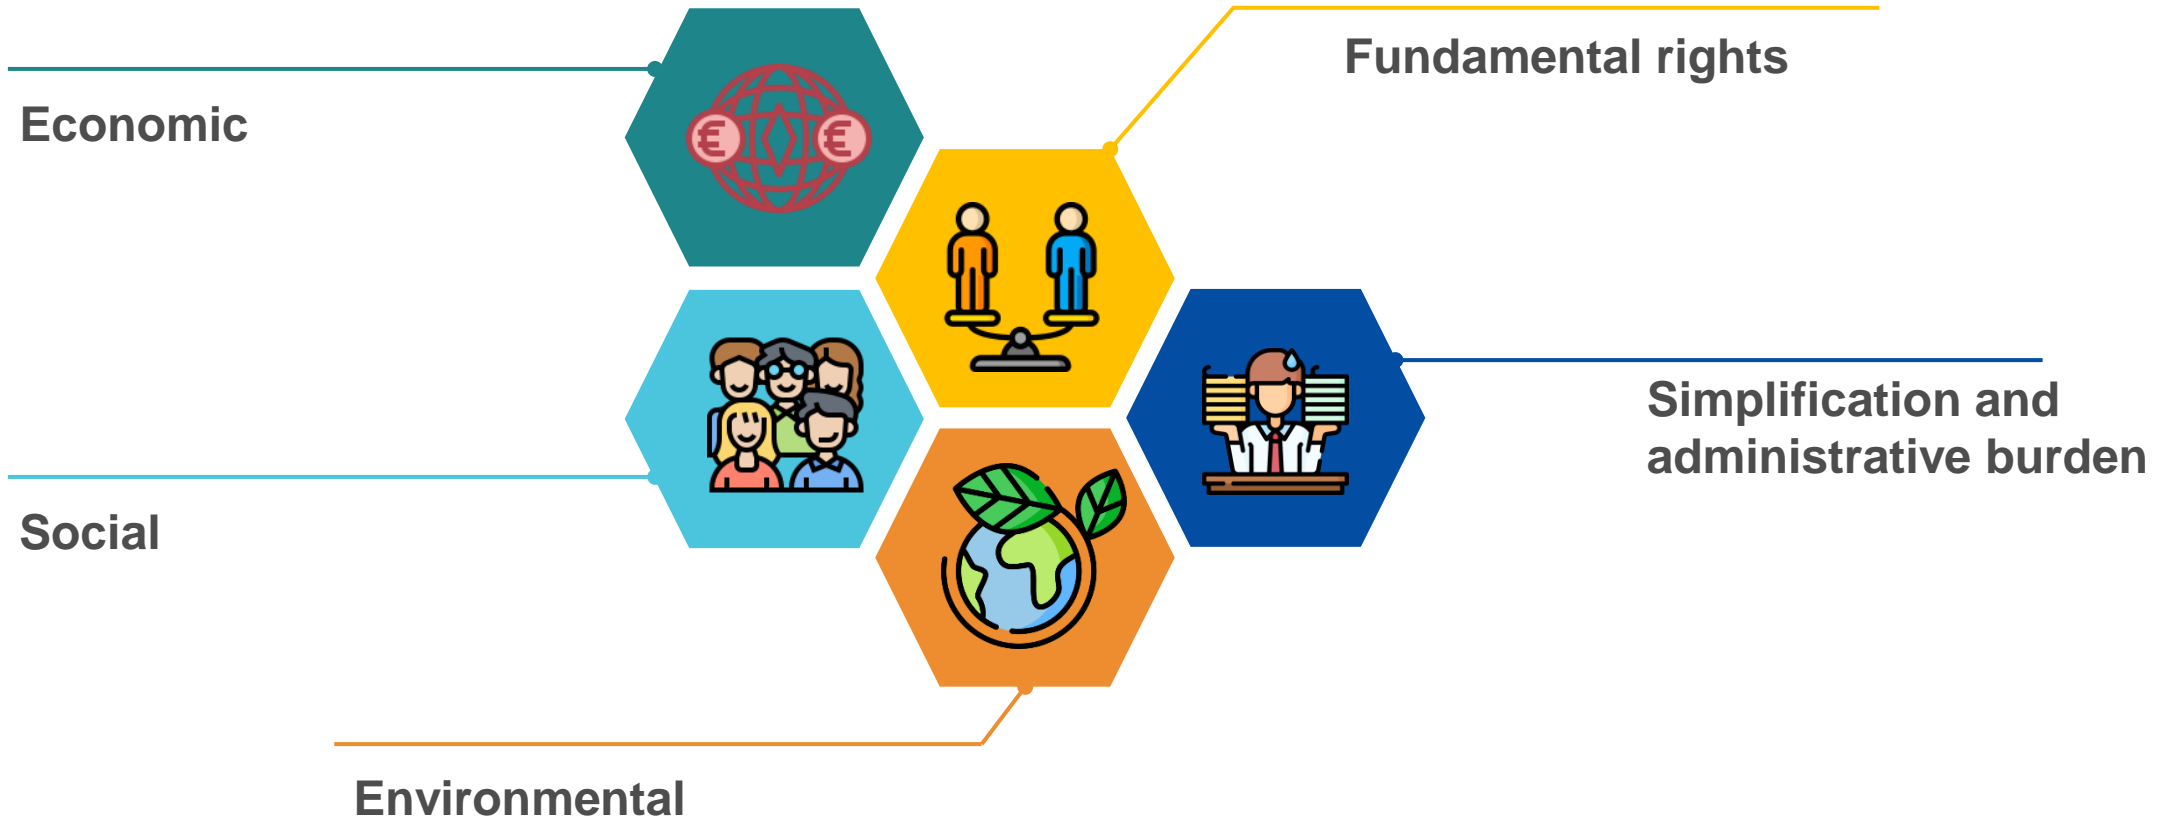 Fundamental rights
Economic
€ €
Simplification and
administrative burden
Social
Environmental